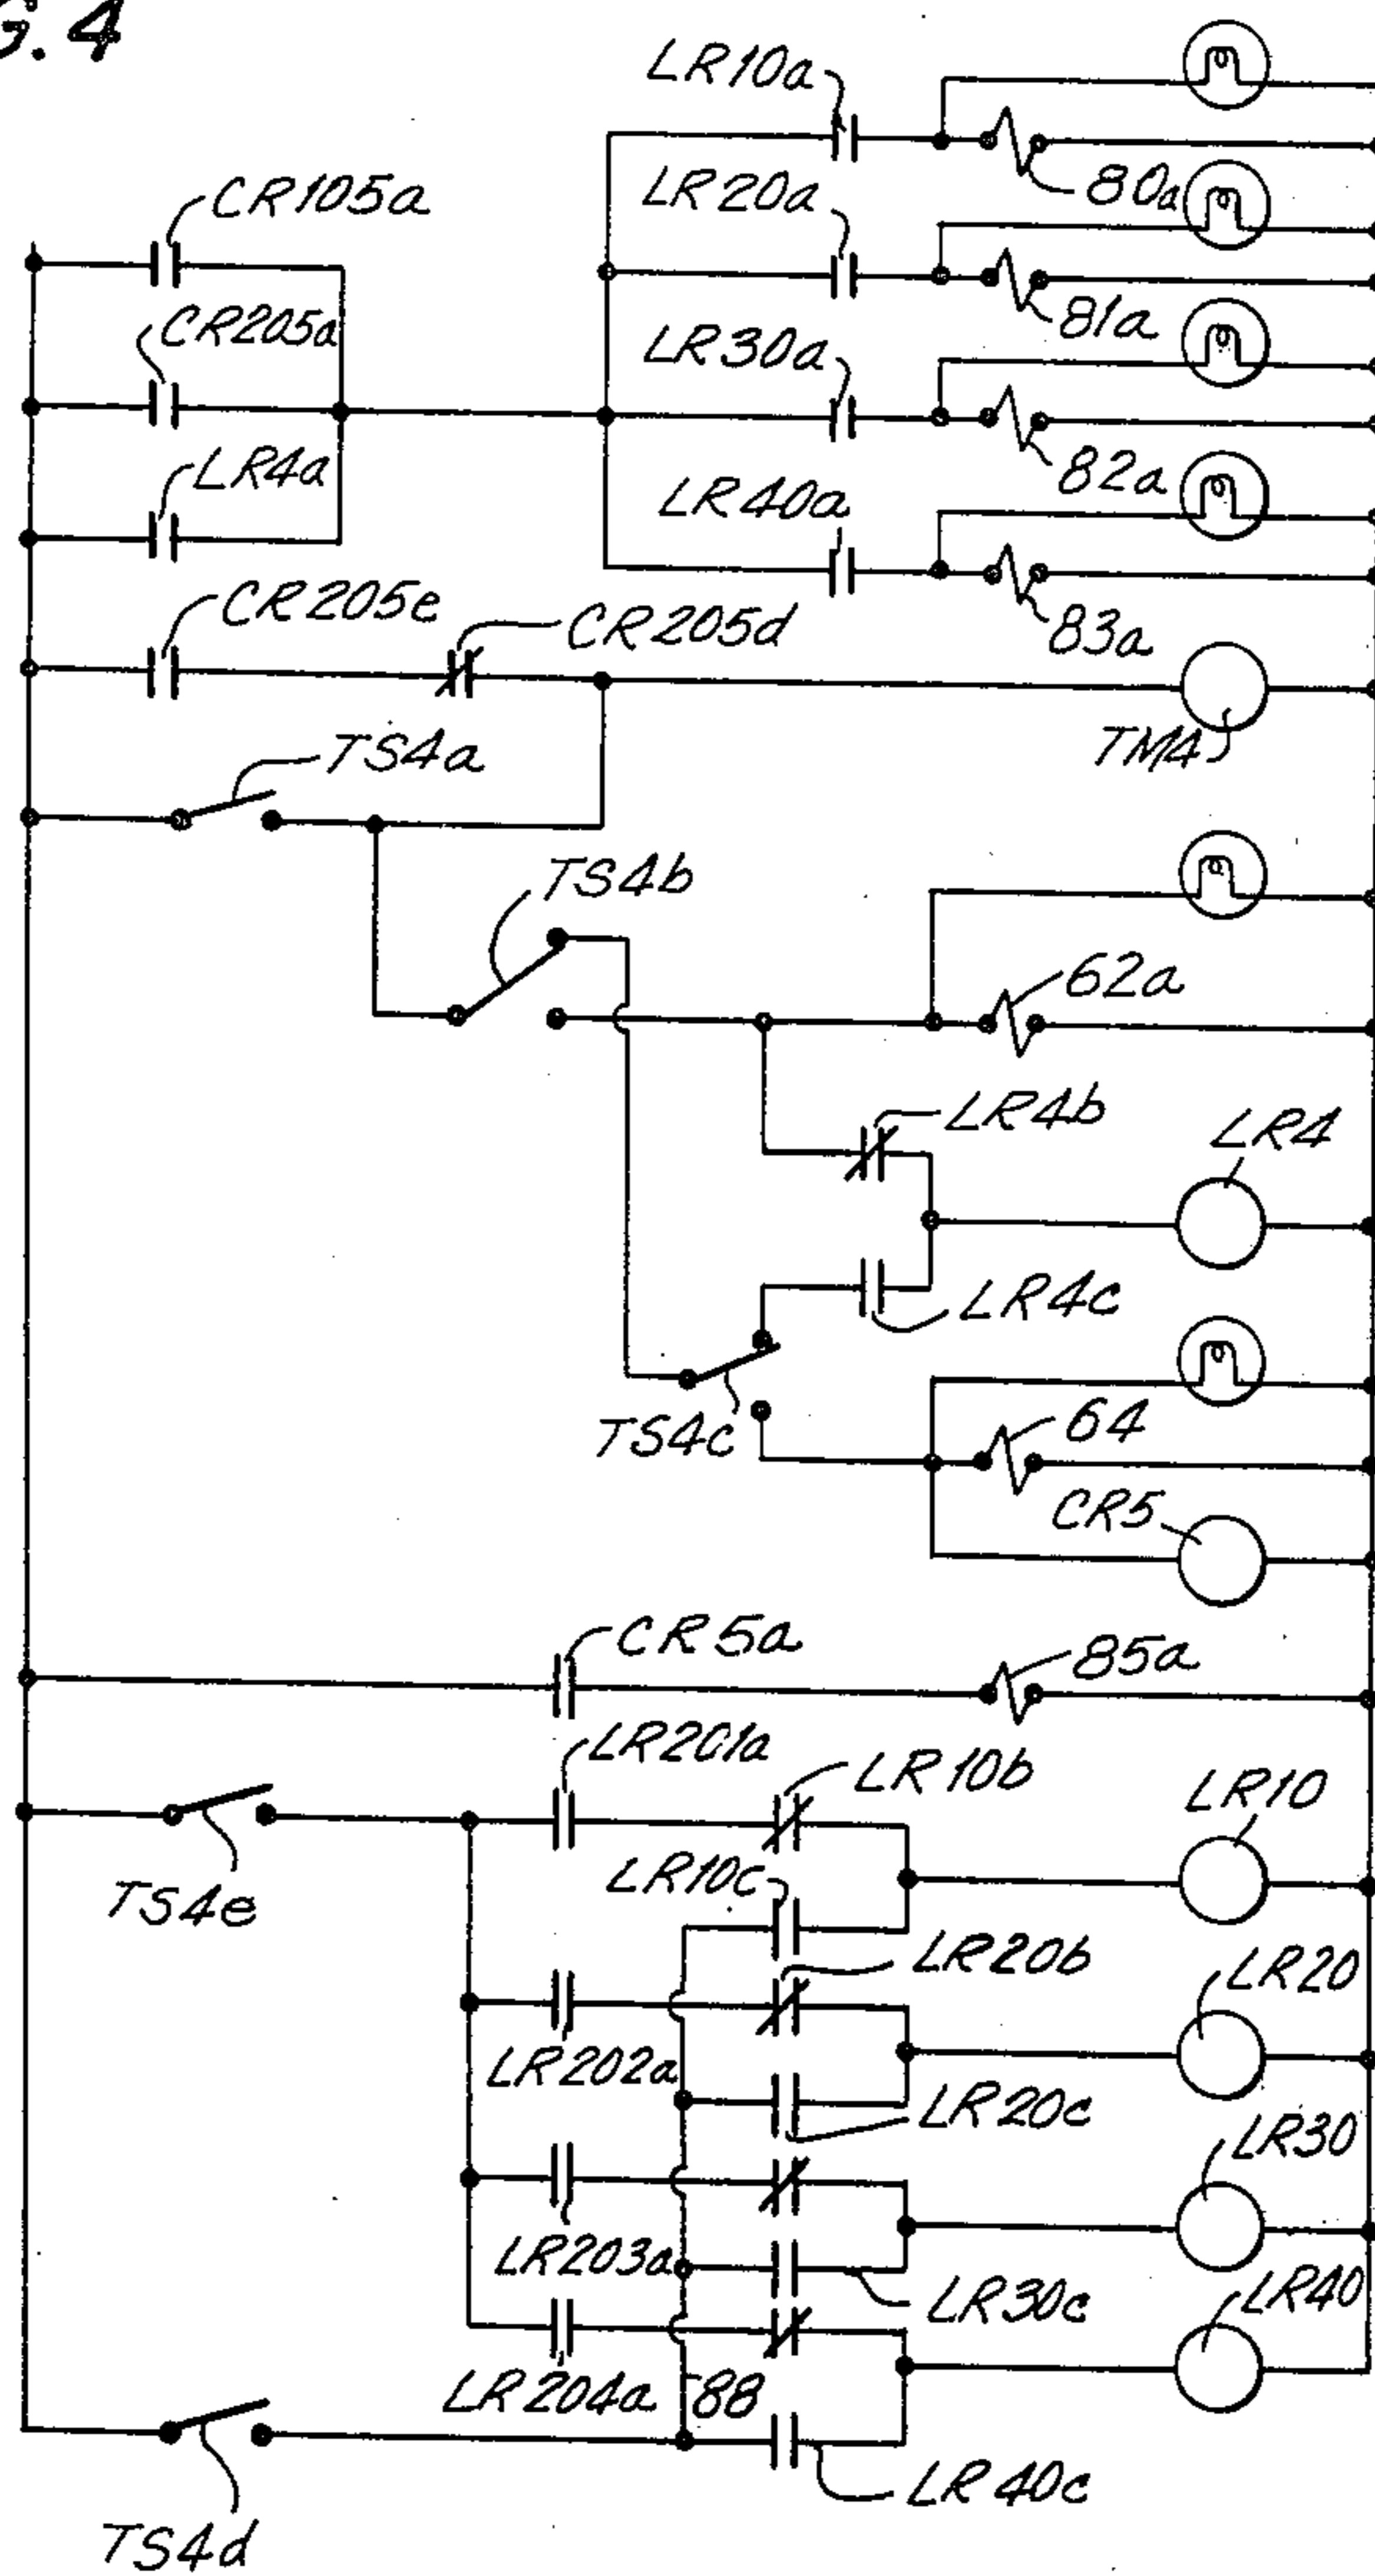 G. 4
LR10a
80a
CR105a
LR20a
81a
CR205a
LR30a
82a
LR4a
LR40a
83a
CR205e
CR205d
TM4
TS4a
TS4b
62a
LR4b
LR4
LR4c
TS4c
64
CR5
CR5a
85a
LR201a
LR10b
LR10
TS4e
LR10c
LR20b
LR20
LR202a
LR20c
LR30
LR203a
LR30c
LR40
LR204a
88
LR40c
TS4d